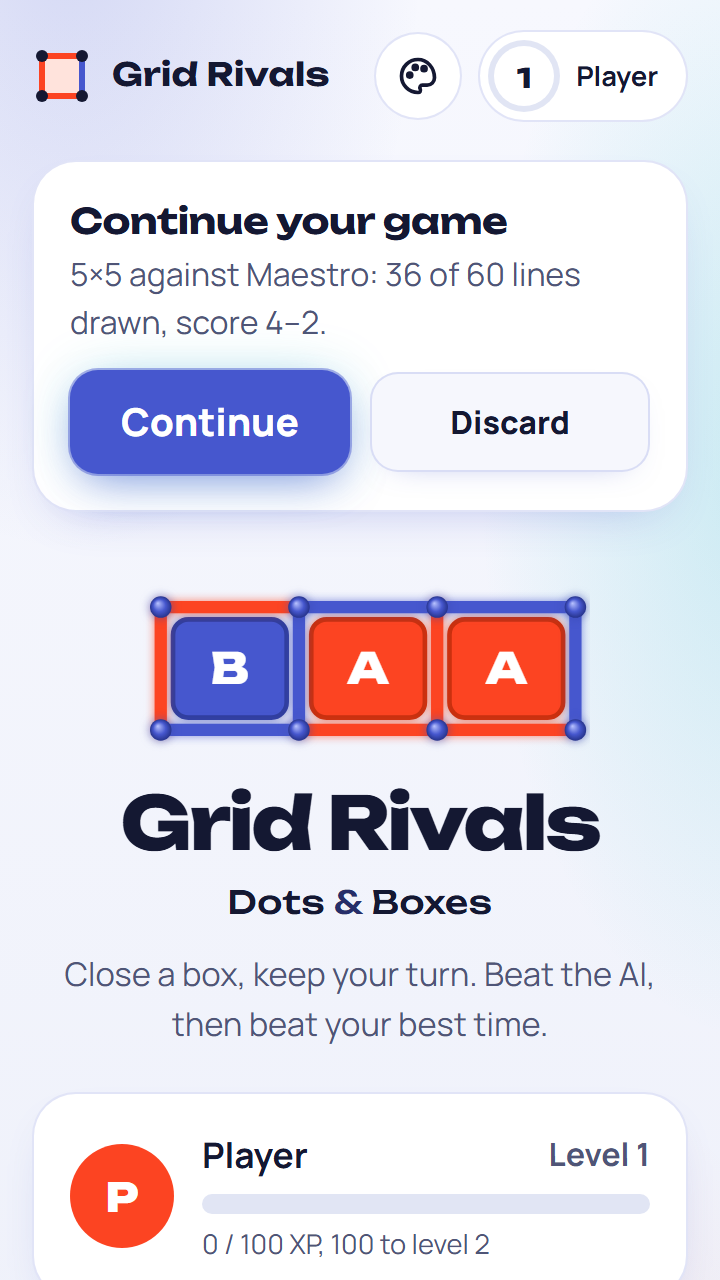 Grid Rivals
1 Player
Continue your game
5×5 against Maestro: 36 of 60 lines
drawn, score 4–2.
Continue Discard
B A A
Grid Rivals
Dots & Boxes
Close a box, keep your turn. Beat the AI,
then beat your best time.
P
Player Level 1
0 / 100 XP, 100 to level 2